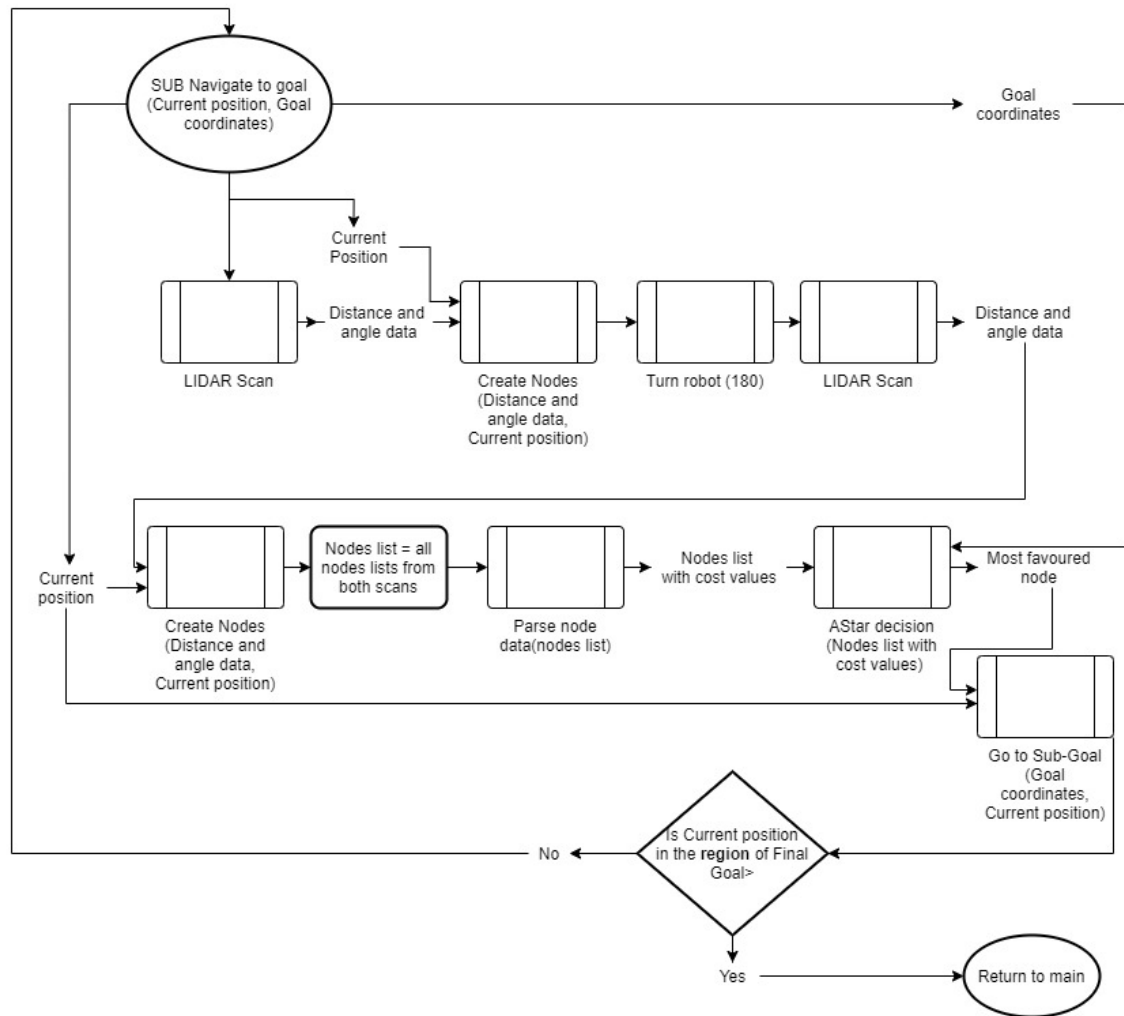 SUB Navigate to goal
(Current position, Goal
coordinates)
Goal
coordinates
Current
Position
Distance and
angle data
Distance and
angle data
LIDAR Scan
Create Nodes
(Distance and
angle data,
Current position)
Turn robot (180)
LIDAR Scan
Current
position
Nodes list = all
nodes lists from
both scans
Nodes list
with cost values
Most favoured
node
Create Nodes
(Distance and
angle data,
Current position)
Parse node
data(nodes list)
AStar decision
(Nodes list with
cost values)
Go to Sub-Goal
(Goal
coordinates,
Current position)
Is Current position
in the region of Final
Goal>
No
Yes
Return to main